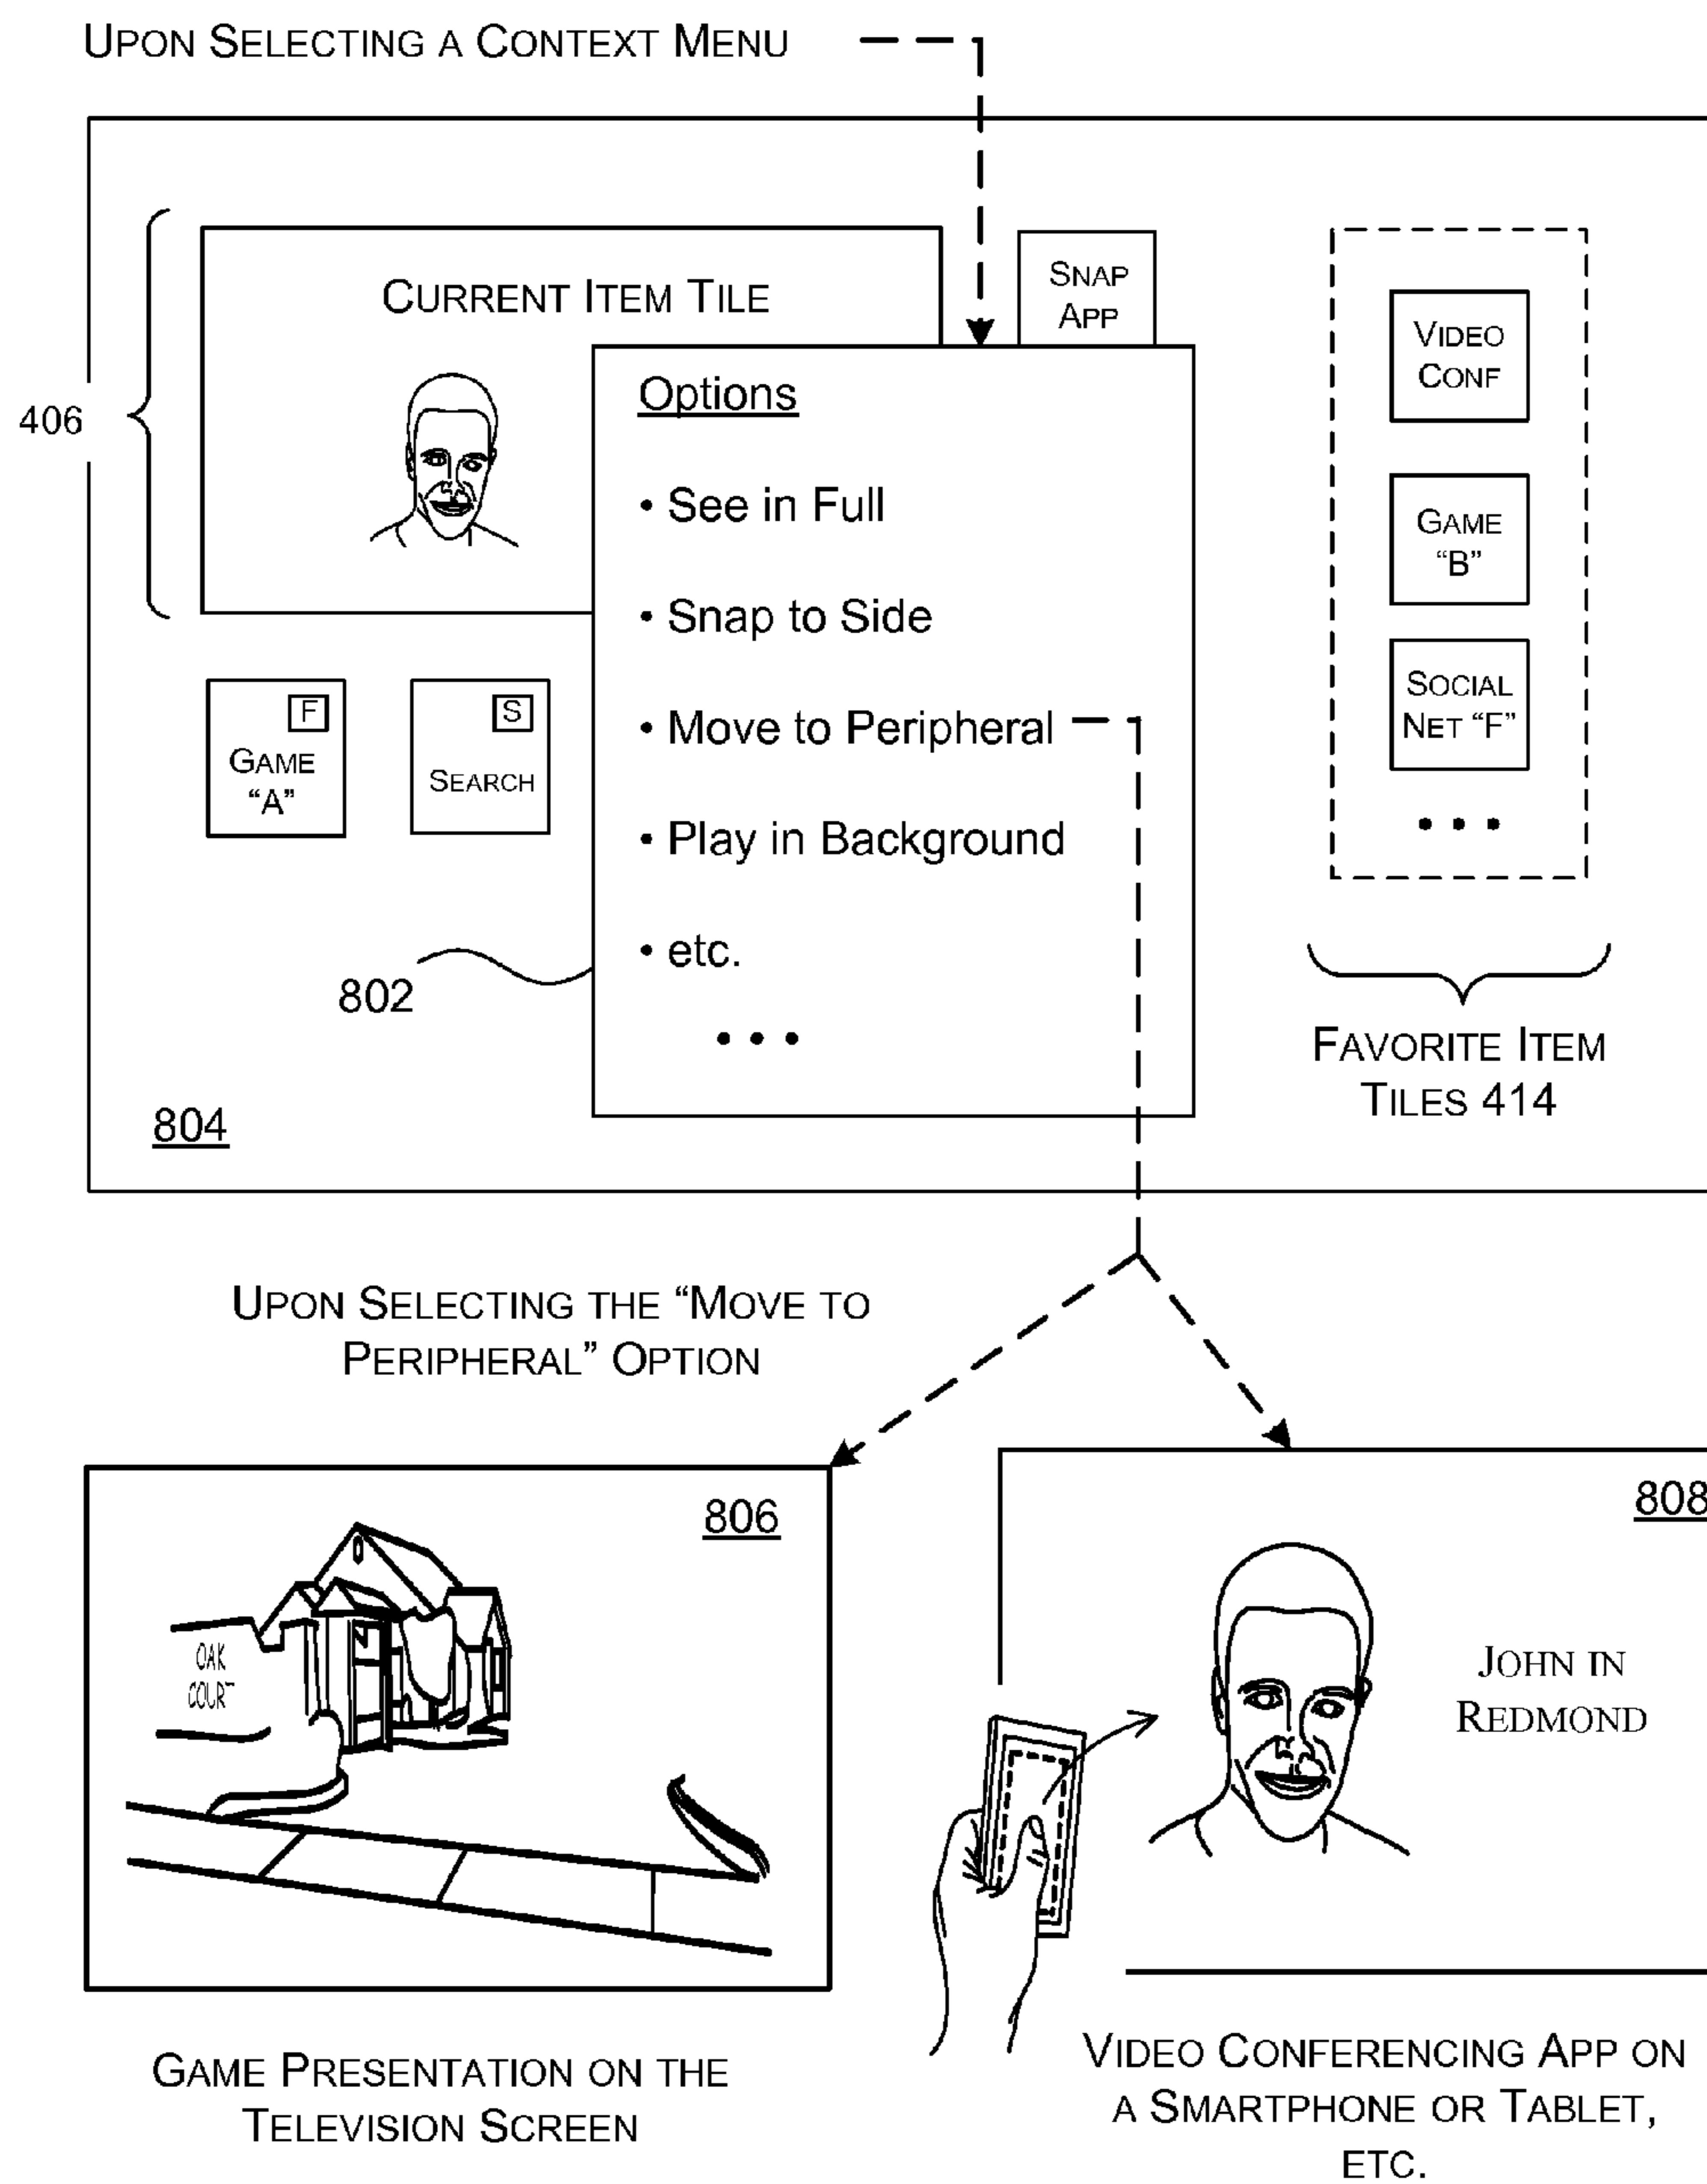 UPON SELECTING A CONTEXT MENU
CURRENT ITEM TILE
SNAP
APP
406
Options
• See in Full
• Snap to Side
• Move to Peripheral
• Play in Background
• etc.
• • •
F
GAME
“A”
S
SEARCH
802
804
VIDEO
CONF
GAME
“B”
SOCIAL
NET “F”
• • •
FAVORITE ITEM
TILES 414
UPON SELECTING THE “MOVE TO
PERIPHERAL” OPTION
806
OAK
COURT
808
JOHN IN
REDMOND
GAME PRESENTATION ON THE
TELEVISION SCREEN
VIDEO CONFERENCING APP ON
A SMARTPHONE OR TABLET,
ETC.